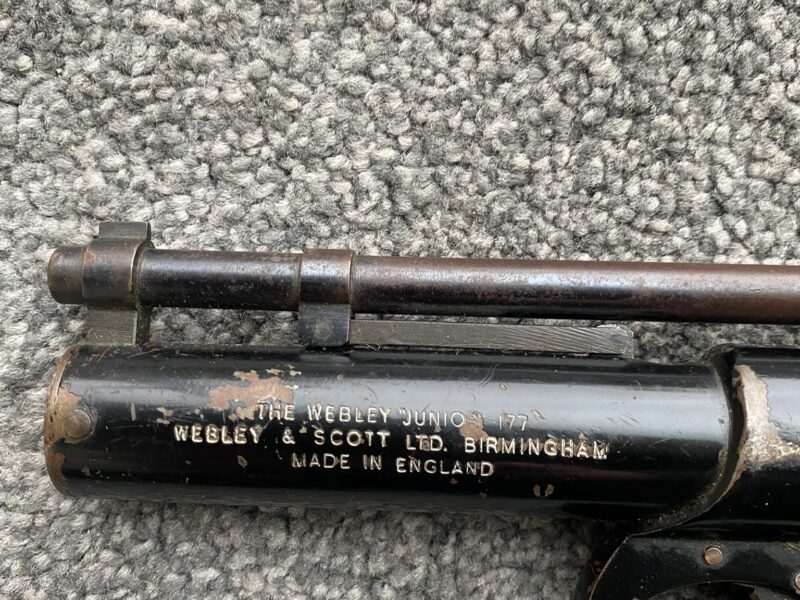 THE WEBLEY JUNIOR 177
WEBLEY & SCOTT LTD. BIRMINGHAM
MADE IN ENGLAND